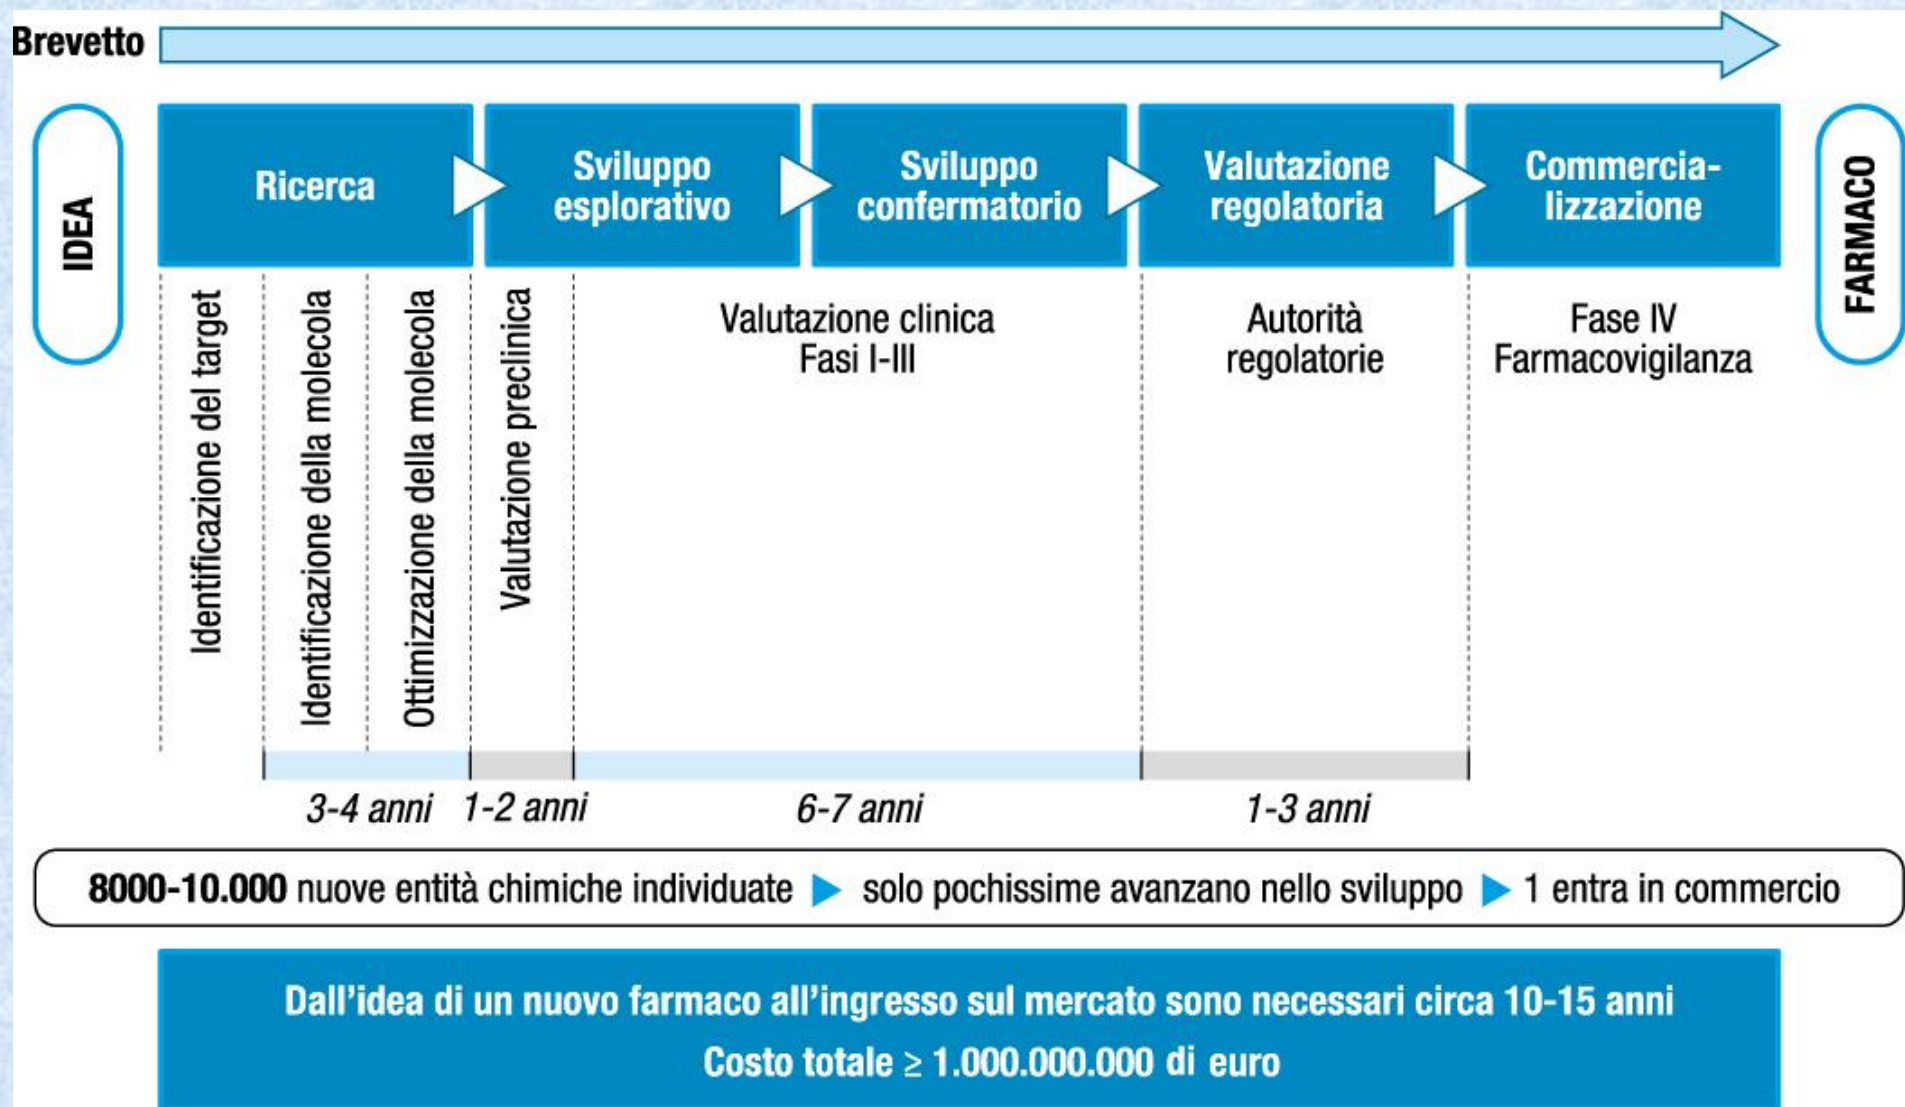 Brevetto
IDEA
Ricerca
Sviluppo
esplorativo
Sviluppo
confermatorio
Valutazione
regolatoria
Commercia-
lizzazione
FARMACO
Identificazione del target
Identificazione della molecola
Ottimizzazione della molecola
Valutazione preclinica
Valutazione clinica
Fasi I-III
Autorità
regolatorie
Fase IV
Farmacovigilanza
3-4 anni
1-2 anni
6-7 anni
1-3 anni
8000-10.000 nuove entità chimiche individuate ▶ solo pochissime avanzano nello sviluppo ▶ 1 entra in commercio
Dall’idea di un nuovo farmaco all’ingresso sul mercato sono necessari circa 10-15 anni
Costo totale ≥ 1.000.000.000 di euro